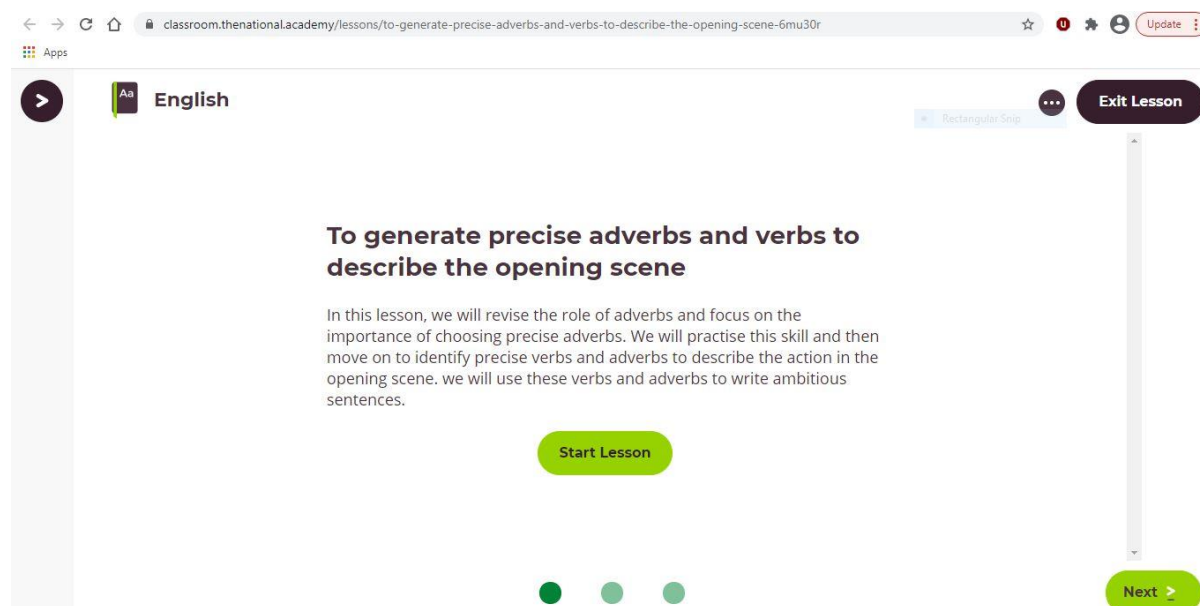 classroom.thenational.academy/lessons/to-generate-precise-adverbs-and-verbs-to-describe-the-opening-scene-6mu30r
Update
Apps
Aa
English
Rectangular Snip
Exit Lesson
To generate precise adverbs and verbs to
describe the opening scene
In this lesson, we will revise the role of adverbs and focus on the
importance of choosing precise adverbs. We will practise this skill and then
move on to identify precise verbs and adverbs to describe the action in the
opening scene. we will use these verbs and adverbs to write ambitious
sentences.
Start Lesson
Next